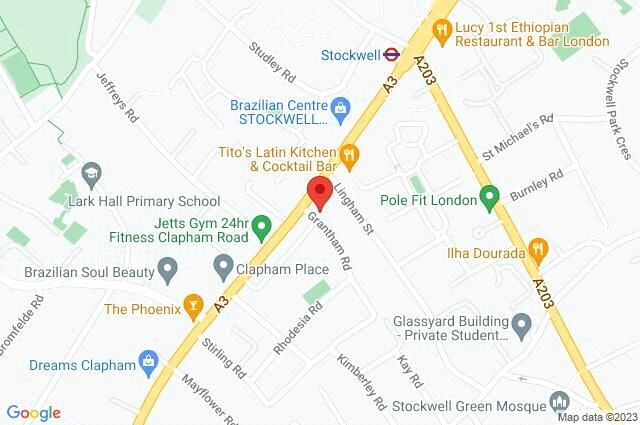 Lucy 1st Ethiopian
Restaurant & Bar London
Studley Rd
Stockwell
A203
Jeffreys Rd
A3
Stockwell Park Cres
Brazilian Centre
STOCKWELL...
St Michael's Rd
Tito's Latin Kitchen
& Cocktail Bar
Lark Hall Primary School
Lingham St
Pole Fit London
Burnley Rd
Jetts Gym 24hr
Fitness Clapham Road
Grantham Rd
Ilha Dourada
Brazilian Soul Beauty
Clapham Place
A203
A3
The Phoenix
Bromfelde Rd
Rhodesia Rd
Glassyard Building
- Private Student...
Stirling Rd
Dreams Clapham
Kimberley Rd
Kay Rd
Mayflower Rd
Stockwell Green Mosque
Google
Map data ©2023